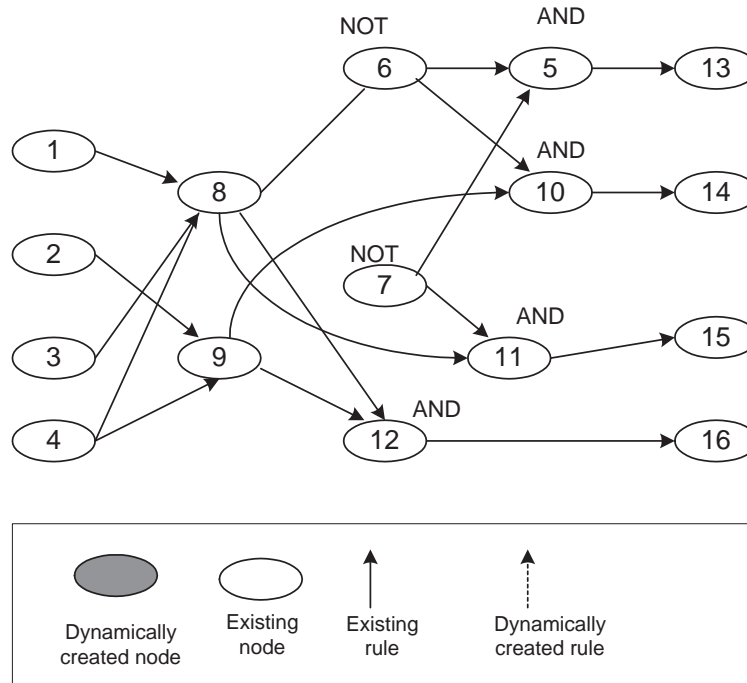 NOT
AND
6
5
13
1
AND
8
10
14
2
NOT
7
AND
15
3
9
11
4
AND
12
16
Dynamically
created node
Existing
node
Existing
rule
Dynamically
created rule